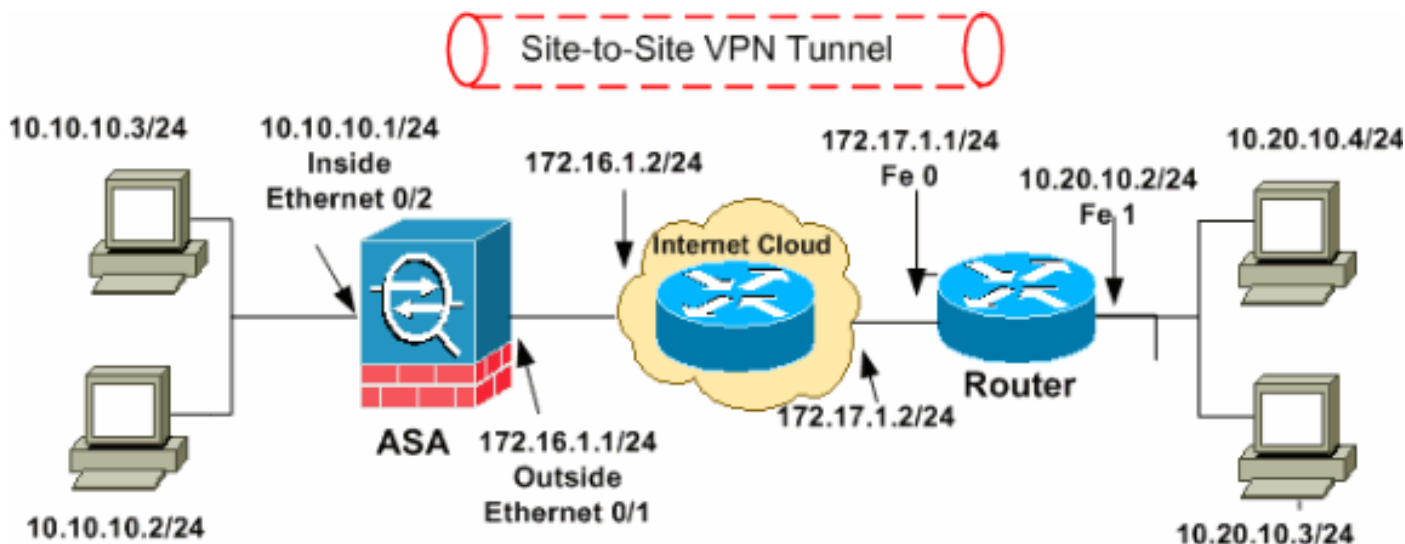 Site-to-Site VPN Tunnel
10.10.10.3/24
10.10.10.1/24
Inside
Ethernet 0/2
172.16.1.2/24
172.17.1.1/24
Fe 0
10.20.10.2/24
Fe 1
10.20.10.4/24
Internet Cloud
ASA
172.16.1.1/24
Outside
Ethernet 0/1
172.17.1.2/24
Router
10.10.10.2/24
10.20.10.3/24